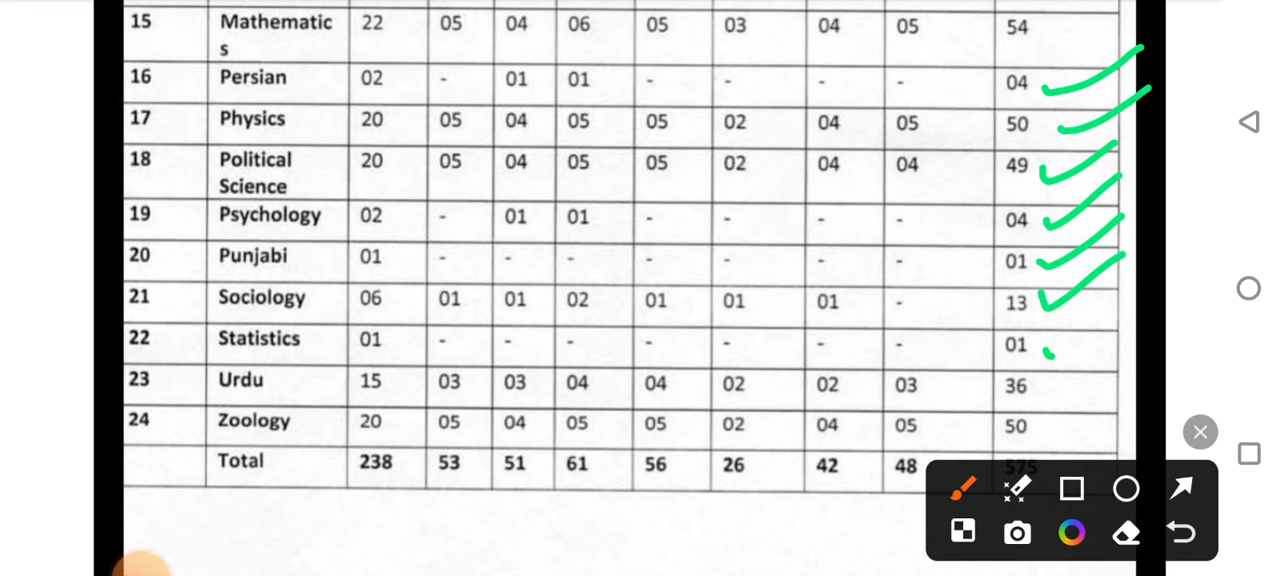 15 Mathematic 22 05 04 06 05 03 04 05 54
s
16 Persian 02 - 01 01 - - - - 04
17 Physics 20 05 04 05 05 02 04 05 50
18 Political 20 05 04 05 05 02 04 04 49
Science
19 Psychology 02 - 01 01 - - - - 04
20 Punjabi 01 - - - - - - - 01
21 Sociology 06 01 01 02 01 01 01 - 13
22 Statistics 01 - - - - - - - 01
23 Urdu 15 03 03 04 04 02 02 03 36
24 Zoology 20 05 04 05 05 02 04 05 50
Total 238 53 51 61 56 26 42 48 575